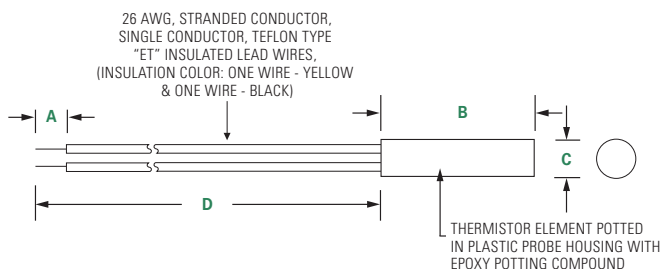 26 AWG, STRANDED CONDUCTOR,
SINGLE CONDUCTOR, TEFLON TYPE
“ET” INSULATED LEAD WIRES,
(INSULATION COLOR: ONE WIRE - YELLOW
& ONE WIRE - BLACK)
A
B
C
D
THERMISTOR ELEMENT POTTED
IN PLASTIC PROBE HOUSING WITH
EPOXY POTTING COMPOUND